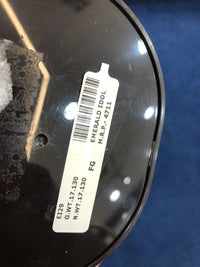 EMERALD IDOL
M.R.P.- 4711
FG
E129
G.WT-17.130
N.WT-17.130